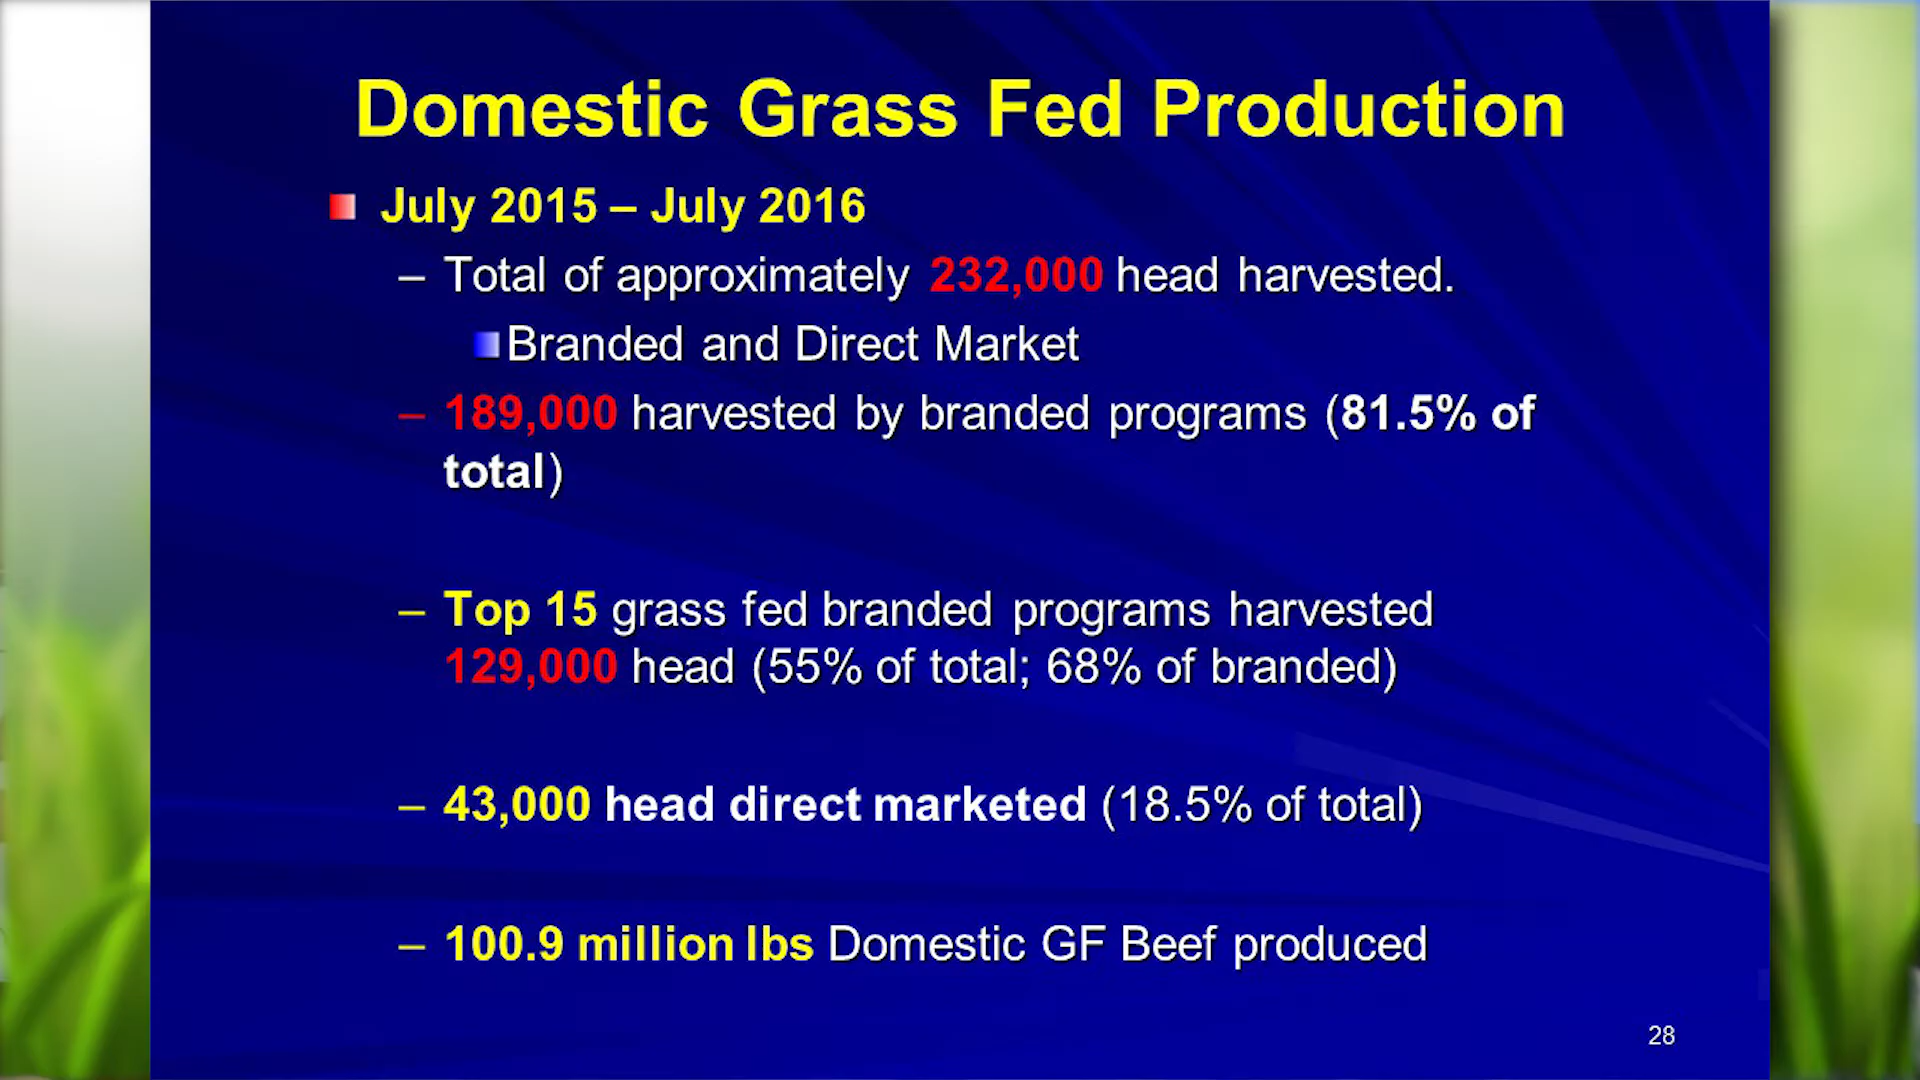 Domestic Grass Fed Production
July 2015 – July 2016
– Total of approximately 232,000 head harvested.
Branded and Direct Market
– 189,000 harvested by branded programs (81.5% of
total)
– Top 15 grass fed branded programs harvested
129,000 head (55% of total; 68% of branded)
– 43,000 head direct marketed (18.5% of total)
– 100.9 million lbs Domestic GF Beef produced
28